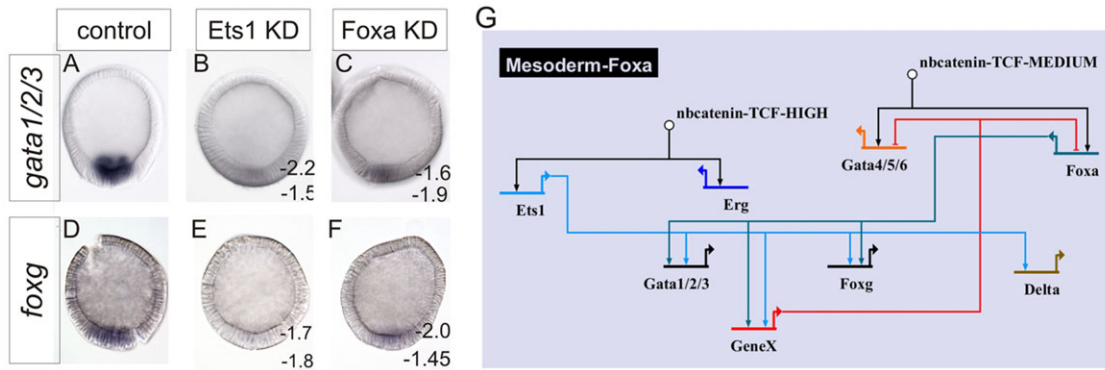 control Ets1 KD Foxa KD
gata1/2/3
A B C
-2.2 -1.6
-1.5 -1.9
foxg
D E F
-1.7 -2.0
-1.8 -1.45
G
Mesoderm-Foxa
nbcatenin-TCF-MEDIUM
nbcatenin-TCF-HIGH
Gata4/5/6 Foxa
Ets1 Erg
Gata1/2/3 Foxg Delta
GeneX